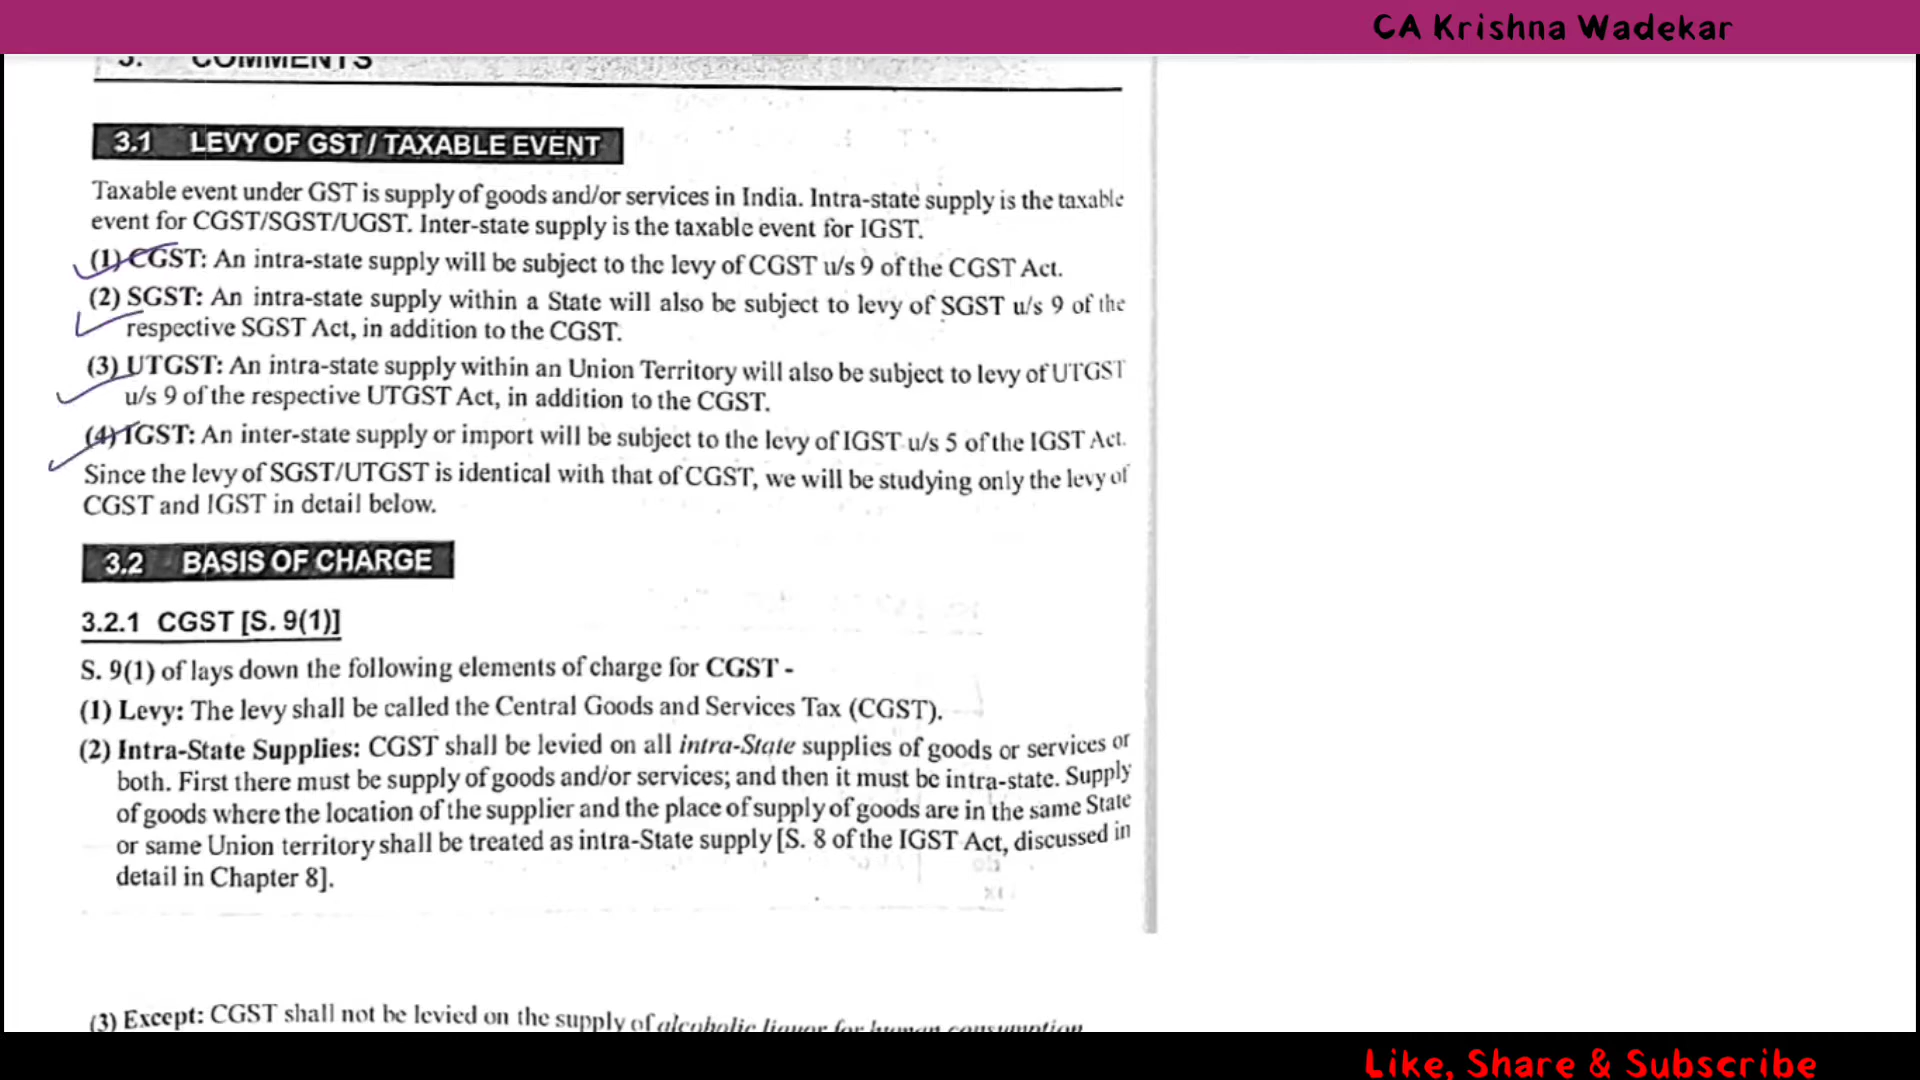 CA Krishna Wadekar
3. COMMENTS
3.1 LEVY OF GST / TAXABLE EVENT
Taxable event under GST is supply of goods and/or services in India. Intra-state supply is the taxable
event for CGST/SGST/UGST. Inter-state supply is the taxable event for IGST.
(1) CGST: An intra-state supply will be subject to the levy of CGST u/s 9 of the CGST Act.
(2) SGST: An intra-state supply within a State will also be subject to levy of SGST u/s 9 of the
respective SGST Act, in addition to the CGST.
(3) UTGST: An intra-state supply within an Union Territory will also be subject to levy of UTGST
u/s 9 of the respective UTGST Act, in addition to the CGST.
(4) IGST: An inter-state supply or import will be subject to the levy of IGST u/s 5 of the IGST Act.
Since the levy of SGST/UTGST is identical with that of CGST, we will be studying only the levy of
CGST and IGST in detail below.
3.2 BASIS OF CHARGE
3.2.1 CGST [S. 9(1)]
S. 9(1) of lays down the following elements of charge for CGST -
(1) Levy: The levy shall be called the Central Goods and Services Tax (CGST).
(2) Intra-State Supplies: CGST shall be levied on all intra-State supplies of goods or services or
both. First there must be supply of goods and/or services; and then it must be intra-state. Supply
of goods where the location of the supplier and the place of supply of goods are in the same State
or same Union territory shall be treated as intra-State supply [S. 8 of the IGST Act, discussed in
detail in Chapter 8].
(3) Except: CGST shall not be levied on the supply of alcoholic liquor for human consumption
Like, Share & Subscribe